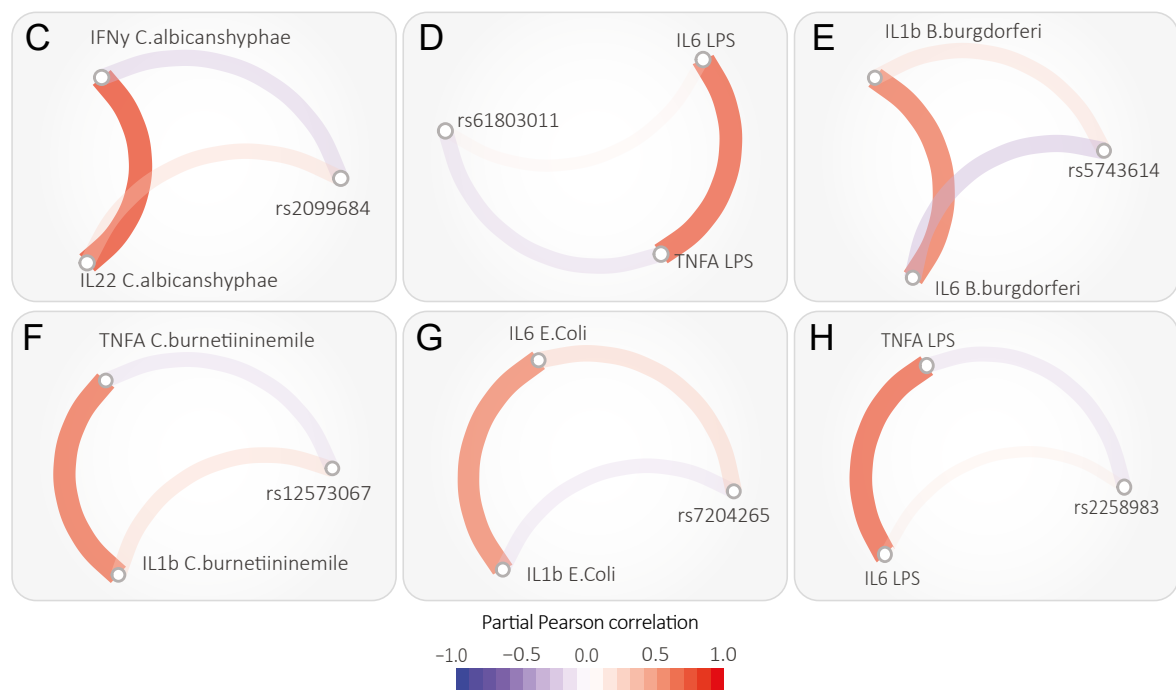 C
IFNy C.albicanshyphae
rs2099684
IL22 C.albicanshyphae
D
IL6 LPS
rs61803011
TNFA LPS
E
IL1b B.burgdorferi
rs5743614
IL6 B.burgdorferi
F
TNFA C.burnetiininemile
rs12573067
IL1b C.burnetiininemile
G
IL6 E.Coli
rs7204265
IL1b E.Coli
H
TNFA LPS
rs2258983
IL6 LPS
Partial Pearson correlation
−1.0 −0.5 0.0 0.5 1.0